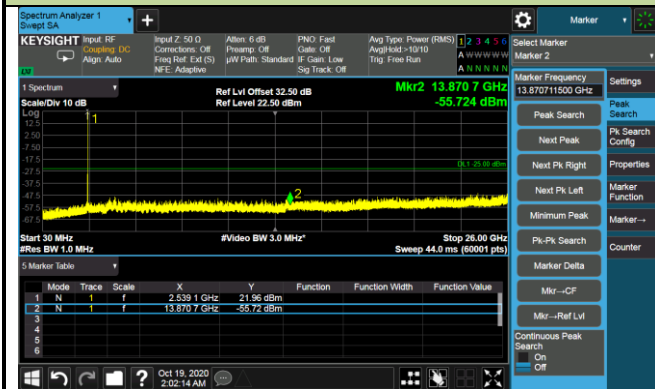 Spectrum Analyzer 1
Swept SA
Marker
KEYSIGHT
Input: RF
Coupling: DC
Align: Auto
Input Z: 50 Ω
Corrections: Off
Freq Ref: Ext (S)
NFE: Adaptive
Atten: 6 dB
Preamp: Off
µW Path: Standard
PNO: Fast
Gate: Off
IF Gain: Low
Sig Track: Off
Avg Type: Power (RMS)
Avg|Hold:>10/10
Trig: Free Run
1 2 3 4 5 6
A W W W W W
A N N N N N
Select Marker
Marker 2
1 Spectrum
Scale/Div 10 dB
Log
Ref Lvl Offset 32.50 dB
Ref Level 22.50 dBm
Mkr2 13.870 7 GHz
-55.724 dBm
12.5
2.50
-7.50
-17.5
-27.5
-37.5
-47.5
-57.5
-67.5
1
2
DL1 -25.00 dBm
Start 30 MHz
#Res BW 1.0 MHz
#Video BW 3.0 MHz*
Stop 26.00 GHz
Sweep 44.0 ms (60001 pts)
5 Marker Table
Mode Trace Scale X Y Function Function Width Function Value
1 N 1 f 2.539 1 GHz 21.96 dBm
2 N 1 f 13.870 7 GHz -55.72 dBm
3
4
5
6
Marker Frequency
13.870711500 GHz
Peak Search
Next Peak
Next Pk Right
Next Pk Left
Minimum Peak
Pk-Pk Search
Marker Delta
Mkr→CF
Mkr→Ref Lvl
Continuous Peak
Search
On
Off
Settings
Peak
Search
Pk Search
Config
Properties
Marker
Function
Marker→
Counter
Oct 19, 2020
2:02:14 AM